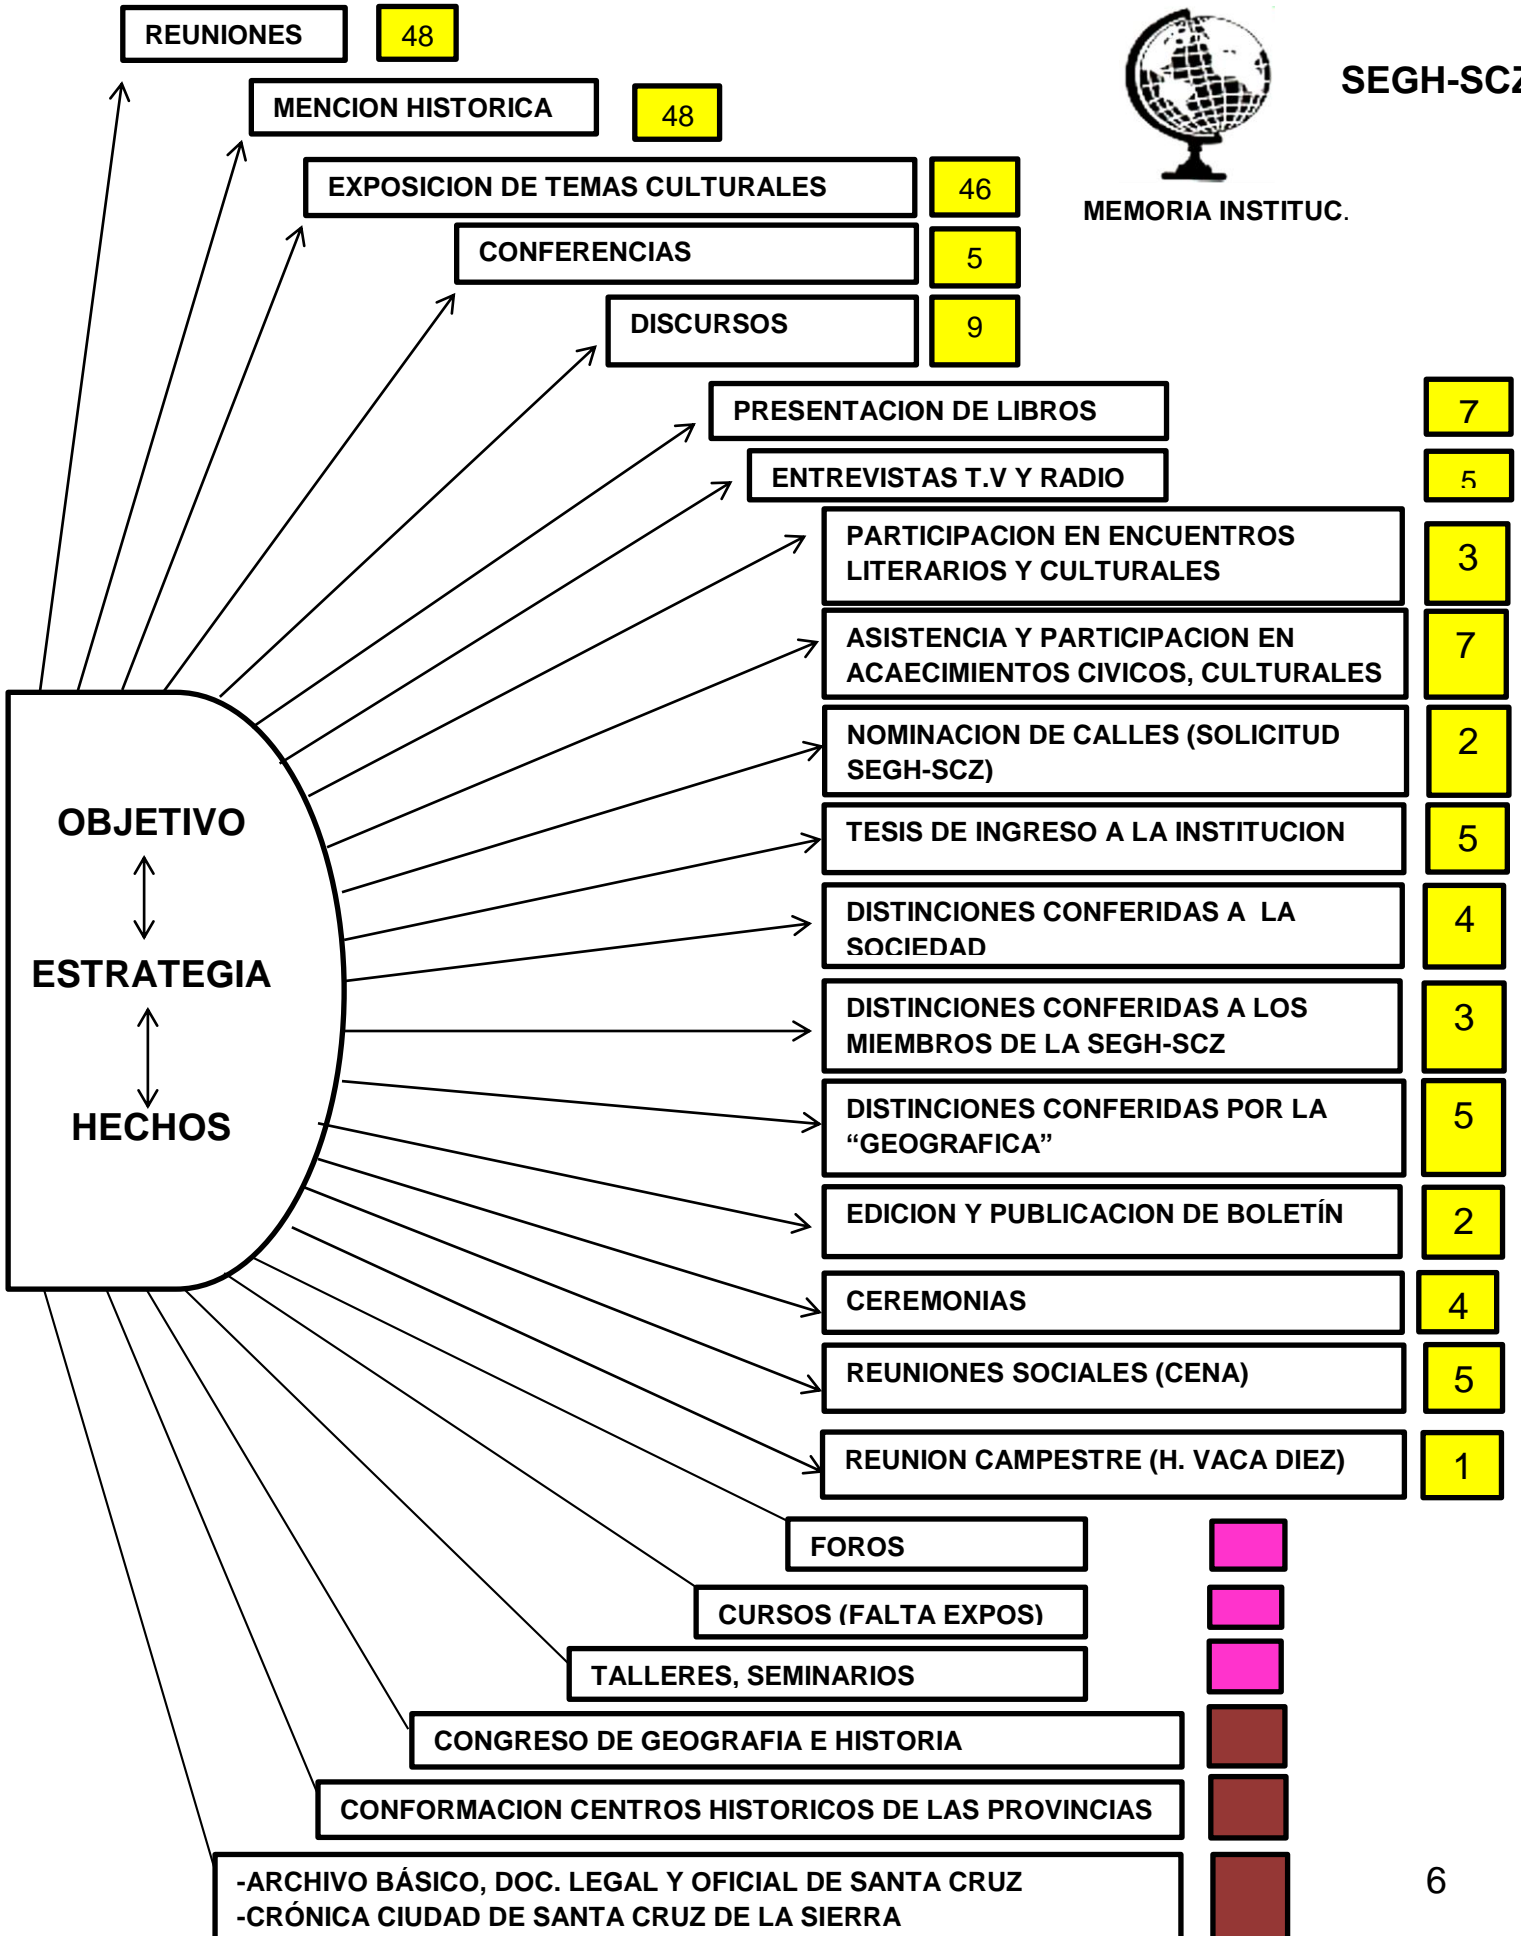 REUNIONES 48
MENCION HISTORICA 48
SEGH-SCZ
EXPOSICION DE TEMAS CULTURALES 46
MEMORIA INSTITUC.
CONFERENCIAS 5
DISCURSOS 9
PRESENTACION DE LIBROS 7
ENTREVISTAS T.V Y RADIO 5
PARTICIPACION EN ENCUENTROS
LITERARIOS Y CULTURALES
3
ASISTENCIA Y PARTICIPACION EN
ACAECIMIENTOS CIVICOS, CULTURALES
7
NOMINACION DE CALLES (SOLICITUD
SEGH-SCZ)
2
OBJETIVO
ESTRATEGIA
HECHOS
TESIS DE INGRESO A LA INSTITUCION 5
DISTINCIONES CONFERIDAS A LA
SOCIEDAD
4
DISTINCIONES CONFERIDAS A LOS
MIEMBROS DE LA SEGH-SCZ
3
DISTINCIONES CONFERIDAS POR LA
“GEOGRAFICA”
5
EDICION Y PUBLICACION DE BOLETÍN 2
CEREMONIAS 4
REUNIONES SOCIALES (CENA) 5
REUNION CAMPESTRE (H. VACA DIEZ) 1
FOROS
CURSOS (FALTA EXPOS)
TALLERES, SEMINARIOS
CONGRESO DE GEOGRAFIA E HISTORIA
CONFORMACION CENTROS HISTORICOS DE LAS PROVINCIAS
-ARCHIVO BÁSICO, DOC. LEGAL Y OFICIAL DE SANTA CRUZ
-CRÓNICA CIUDAD DE SANTA CRUZ DE LA SIERRA
6